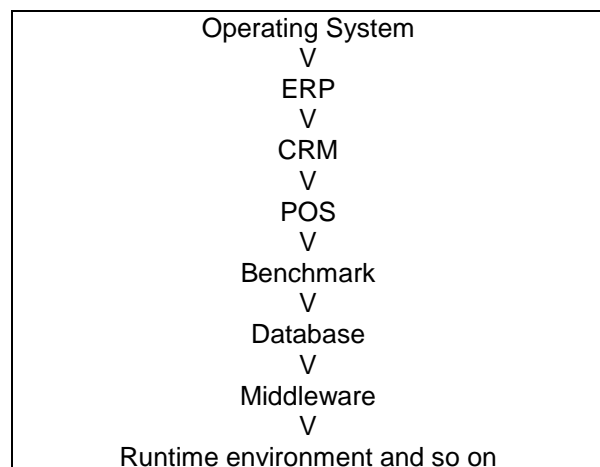 Operating System
V
ERP
V
CRM
V
POS
V
Benchmark
V
Database
V
Middleware
V
Runtime environment and so on